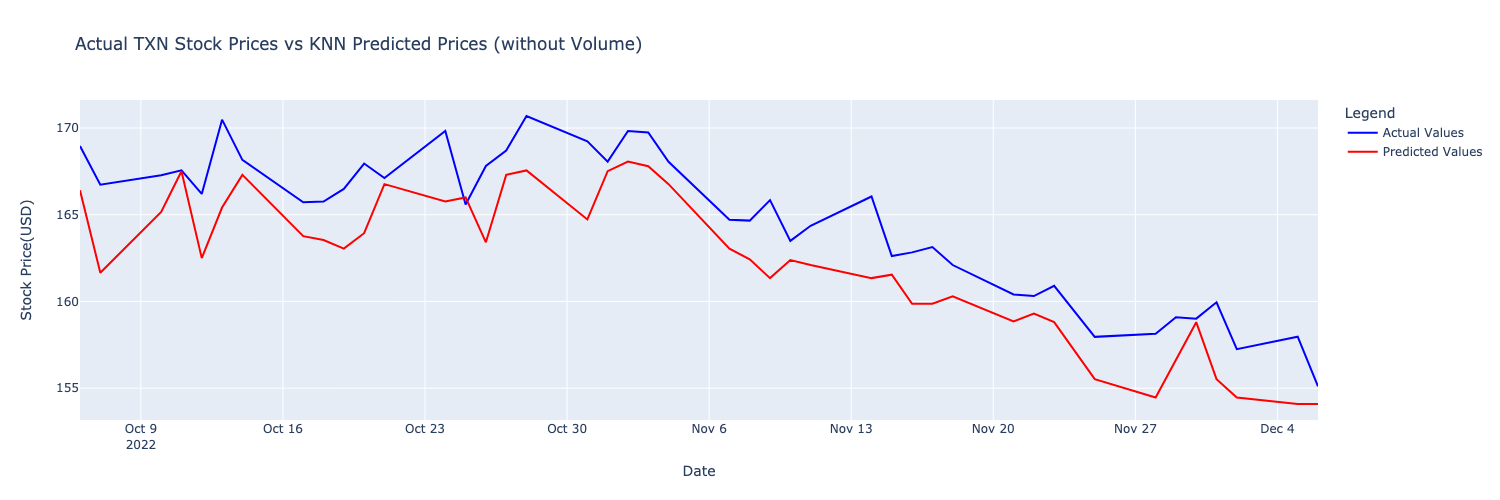 Actual TXN Stock Prices vs KNN Predicted Prices (without Volume)
Legend
Actual Values
Predicted Values
Stock Price(USD)
170
165
160
155
Oct 9
2022
Oct 16
Oct 23
Oct 30
Nov 6
Nov 13
Nov 20
Nov 27
Dec 4
Date